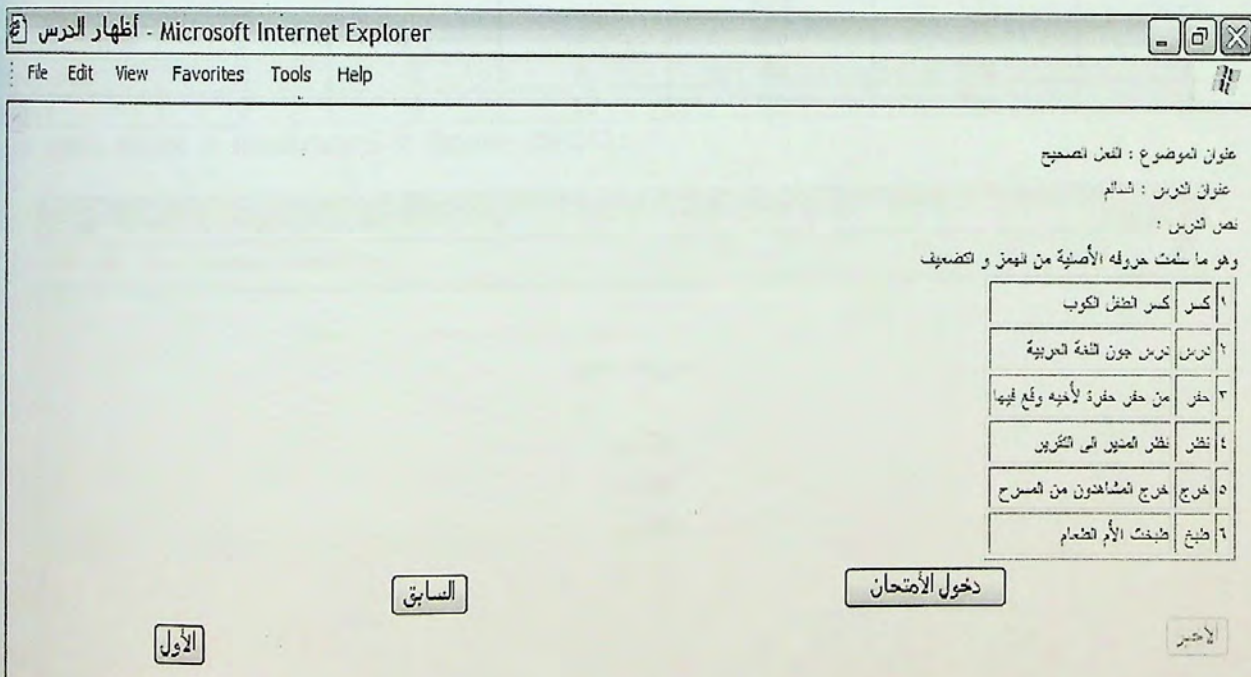 أظهار الدرس - Microsoft Internet Explorer
File Edit View Favorites Tools Help
عنوان الموضوع : الفعل الصحيح
عنوان الدرس : السالم
نص الدرس :
وهو ما سلمت حروفه الأصلية من الهمز و التضعيف
١ كسر كسر الطفل الكوب
٢ درس درس جون اللغة العربية
٣ حفر من حفر حفرة لأخيه وقع فيها
٤ نظر نظر المدير الى التقرير
٥ خرج خرج المشاهدون من المسرح
٦ طبخ طبخت الأم الطعام
دخول الأمتحان السابق
الأخير الأول